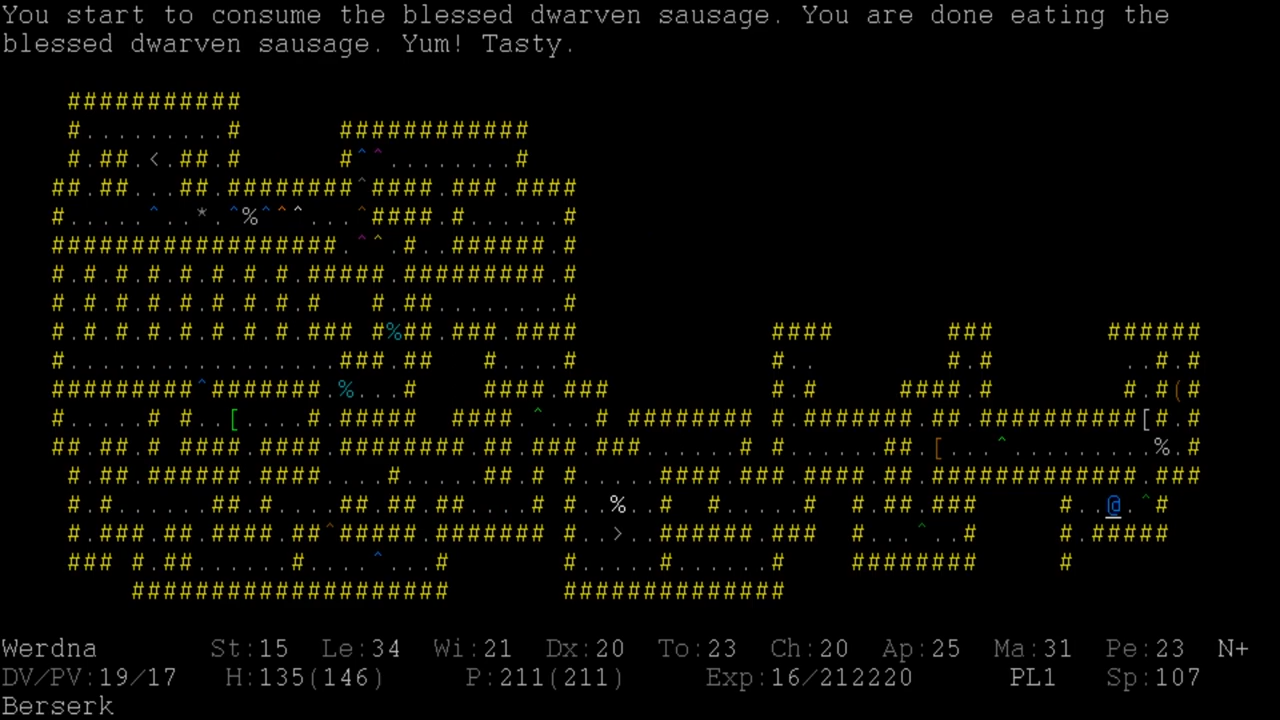 You start to consume the blessed dwarven sausage. You are done eating the
blessed dwarven sausage. Yum! Tasty.
Werdna St:15 Le:34 Wi:21 Dx:20 To:23 Ch:20 Ap:25 Ma:31 Pe:23 N+
DV/PV:19/17 H:135(146) P:211(211) Exp:16/212220 PL1 Sp:107
Berserk